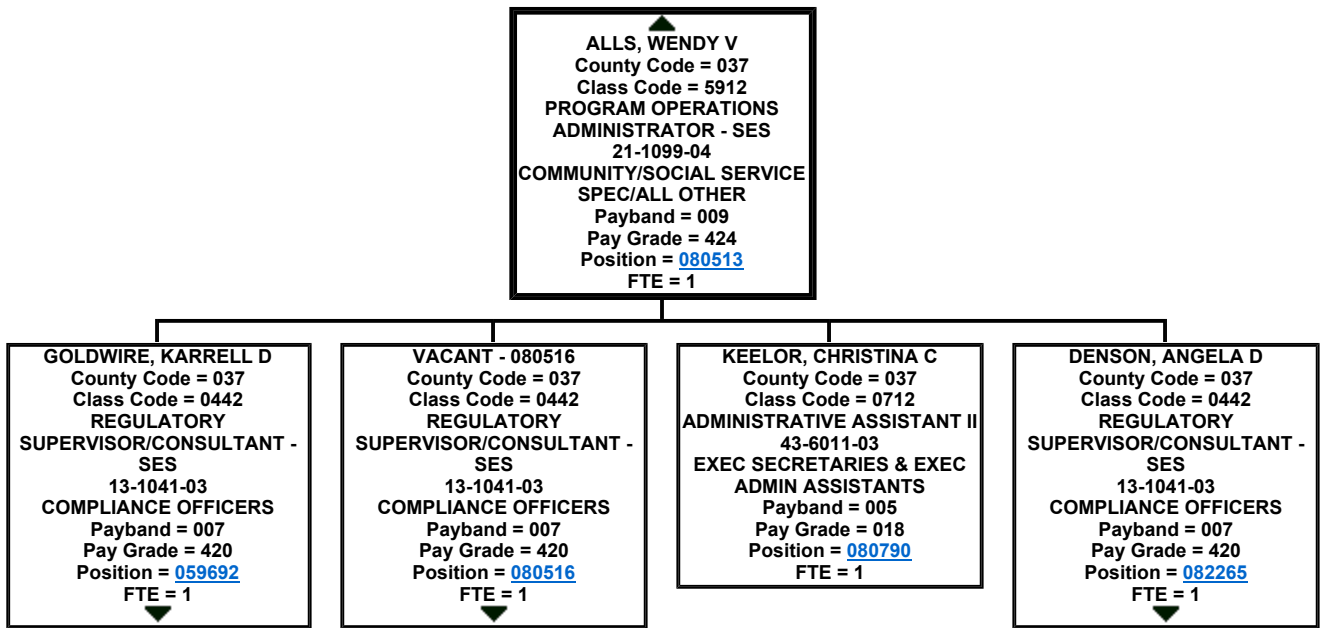 ALLS, WENDY V
County Code = 037
Class Code = 5912
PROGRAM OPERATIONS
ADMINISTRATOR - SES
21-1099-04
COMMUNITY/SOCIAL SERVICE
SPEC/ALL OTHER
Payband = 009
Pay Grade = 424
Position = 080513
FTE = 1
GOLDWIRE, KARRELL D
County Code = 037
Class Code = 0442
REGULATORY
SUPERVISOR/CONSULTANT -
SES
13-1041-03
COMPLIANCE OFFICERS
Payband = 007
Pay Grade = 420
Position = 059692
FTE = 1
VACANT - 080516
County Code = 037
Class Code = 0442
REGULATORY
SUPERVISOR/CONSULTANT -
SES
13-1041-03
COMPLIANCE OFFICERS
Payband = 007
Pay Grade = 420
Position = 080516
FTE = 1
KEELOR, CHRISTINA C
County Code = 037
Class Code = 0712
ADMINISTRATIVE ASSISTANT II
43-6011-03
EXEC SECRETARIES & EXEC
ADMIN ASSISTANTS
Payband = 005
Pay Grade = 018
Position = 080790
FTE = 1
DENSON, ANGELA D
County Code = 037
Class Code = 0442
REGULATORY
SUPERVISOR/CONSULTANT -
SES
13-1041-03
COMPLIANCE OFFICERS
Payband = 007
Pay Grade = 420
Position = 082265
FTE = 1